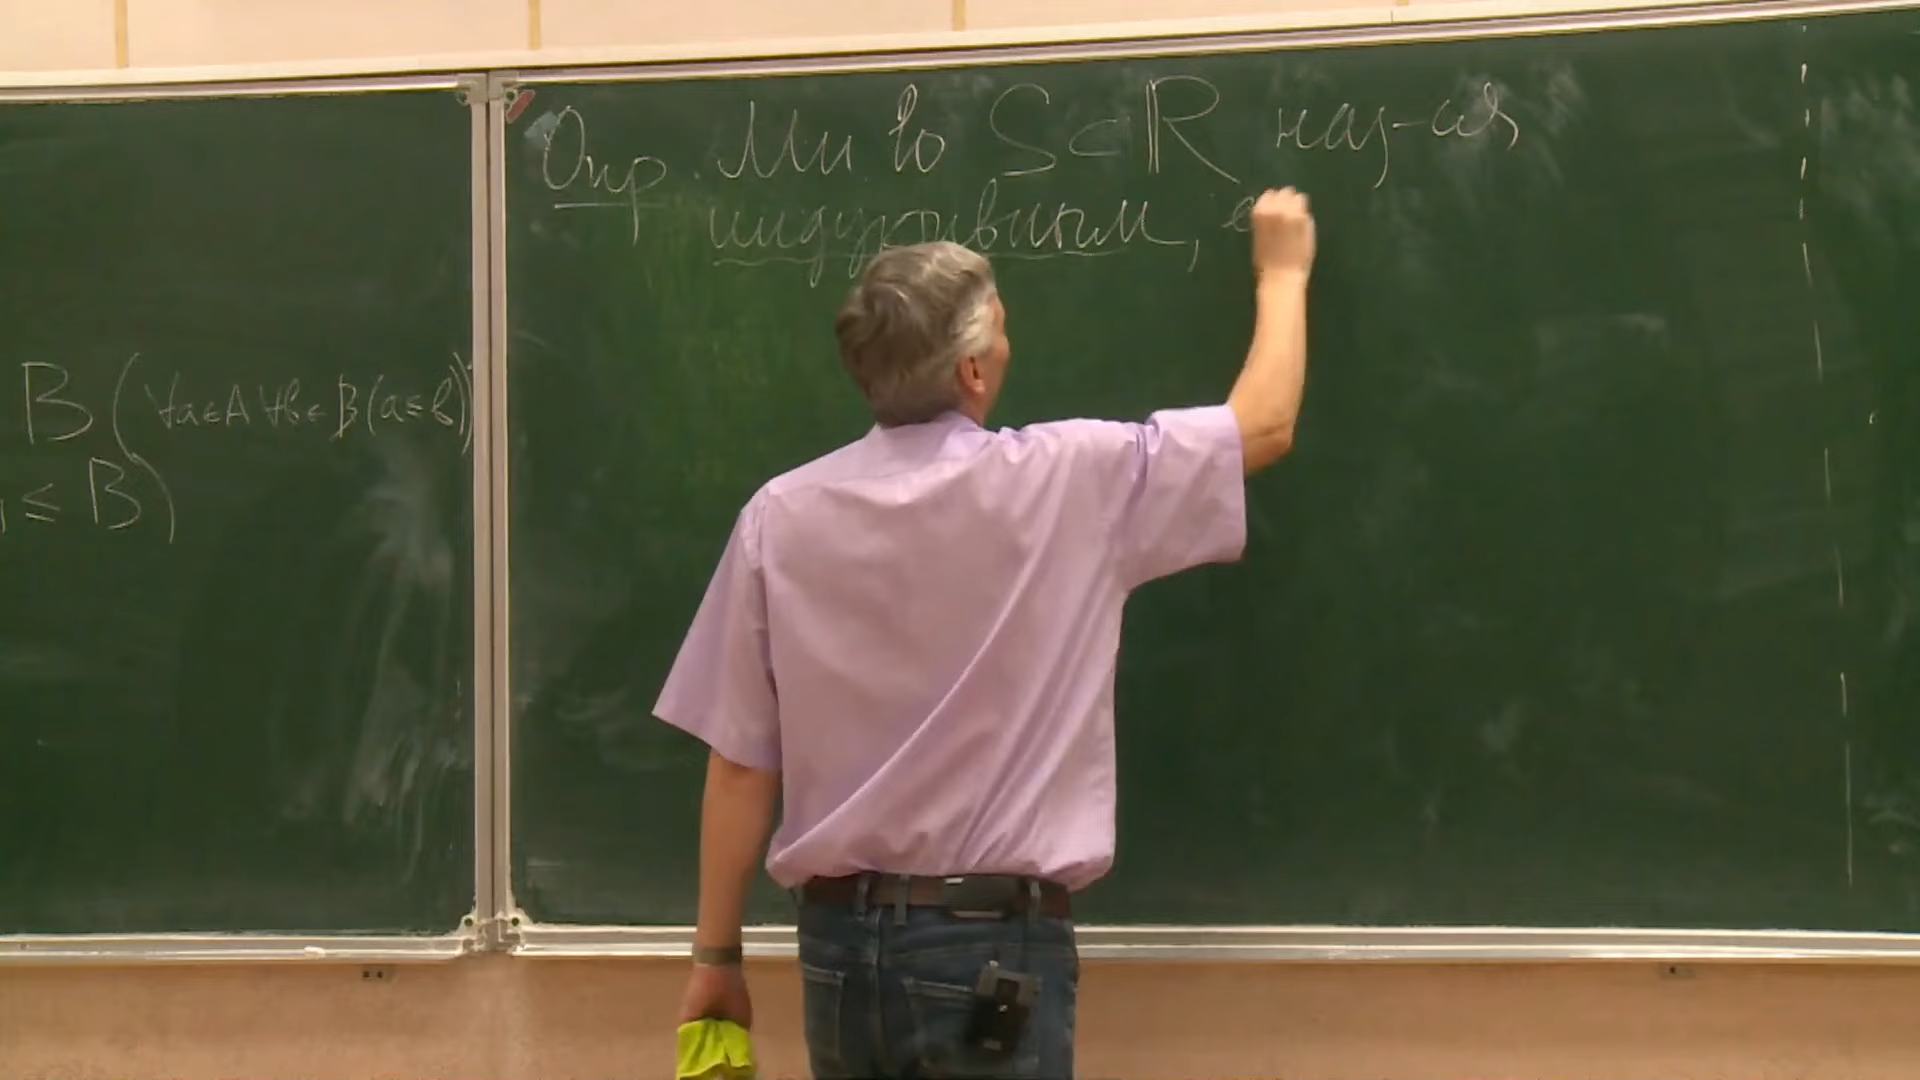 B (∀a∈A ∀b∈B (a≤b))
≤ B)
Опр. Мн-во S⊂ℝ наз-ся
индуктивным, е